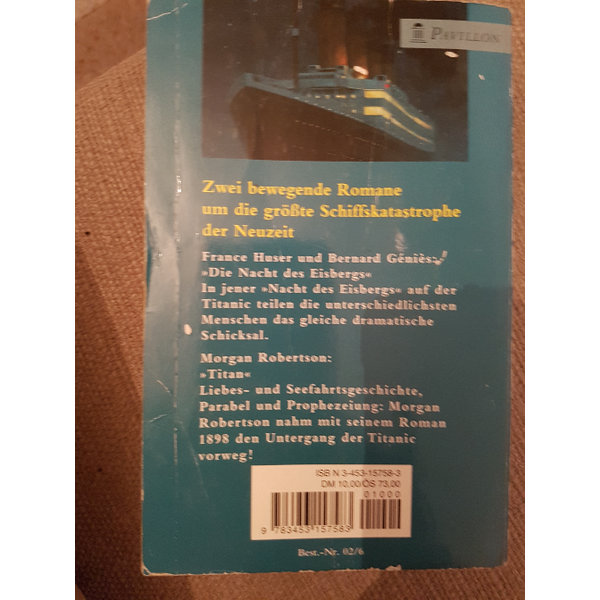 PAVILLON
Zwei bewegende Romane
um die größte Schiffskatastrophe
der Neuzeit
France Huser und Bernard Géniès:
»Die Nacht des Eisbergs«
In jener »Nacht des Eisbergs« auf der
Titanic teilen die unterschiedlichsten
Menschen das gleiche dramatische
Schicksal.
Morgan Robertson:
»Titan«
Liebes- und Seefahrtsgeschichte,
Parabel und Prophezeiung: Morgan
Robertson nahm mit seinem Roman
1898 den Untergang der Titanic
vorweg!
ISBN 3-453-15758-3
DM 10,00/ÖS 73,00
01000
9 783453 157583
Best.-Nr. 02/6